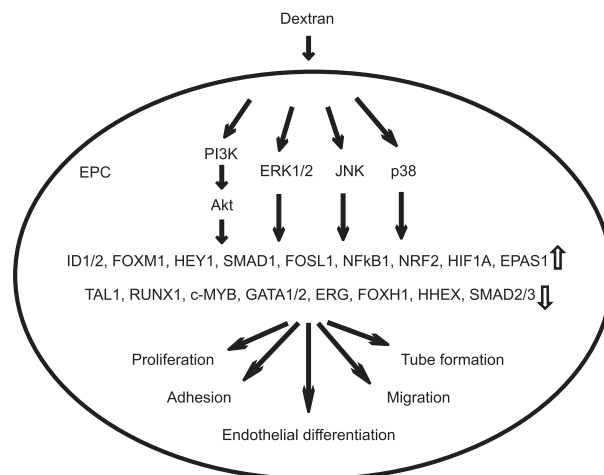 Dextran
PI3K
EPC
ERK1/2 JNK p38
Akt
ID1/2, FOXM1, HEY1, SMAD1, FOSL1, NFkB1, NRF2, HIF1A, EPAS1
TAL1, RUNX1, c-MYB, GATA1/2, ERG, FOXH1, HHEX, SMAD2/3
Proliferation Tube formation
Adhesion Migration
Endothelial differentiation